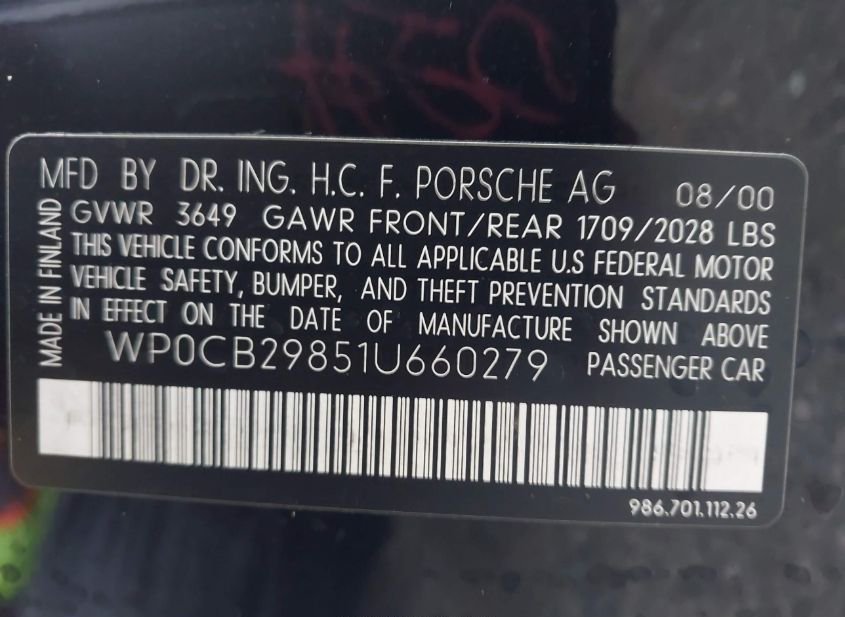 MFD BY DR. ING. H.C. F. PORSCHE AG 08/00
GVWR 3649 GAWR FRONT/REAR 1709/2028 LBS
THIS VEHICLE CONFORMS TO ALL APPLICABLE U.S FEDERAL MOTOR
VEHICLE SAFETY, BUMPER, AND THEFT PREVENTION STANDARDS
IN EFFECT ON THE DATE OF MANUFACTURE SHOWN ABOVE
WP0CB29851U660279 PASSENGER CAR
MADE IN FINLAND
986.701.112.26